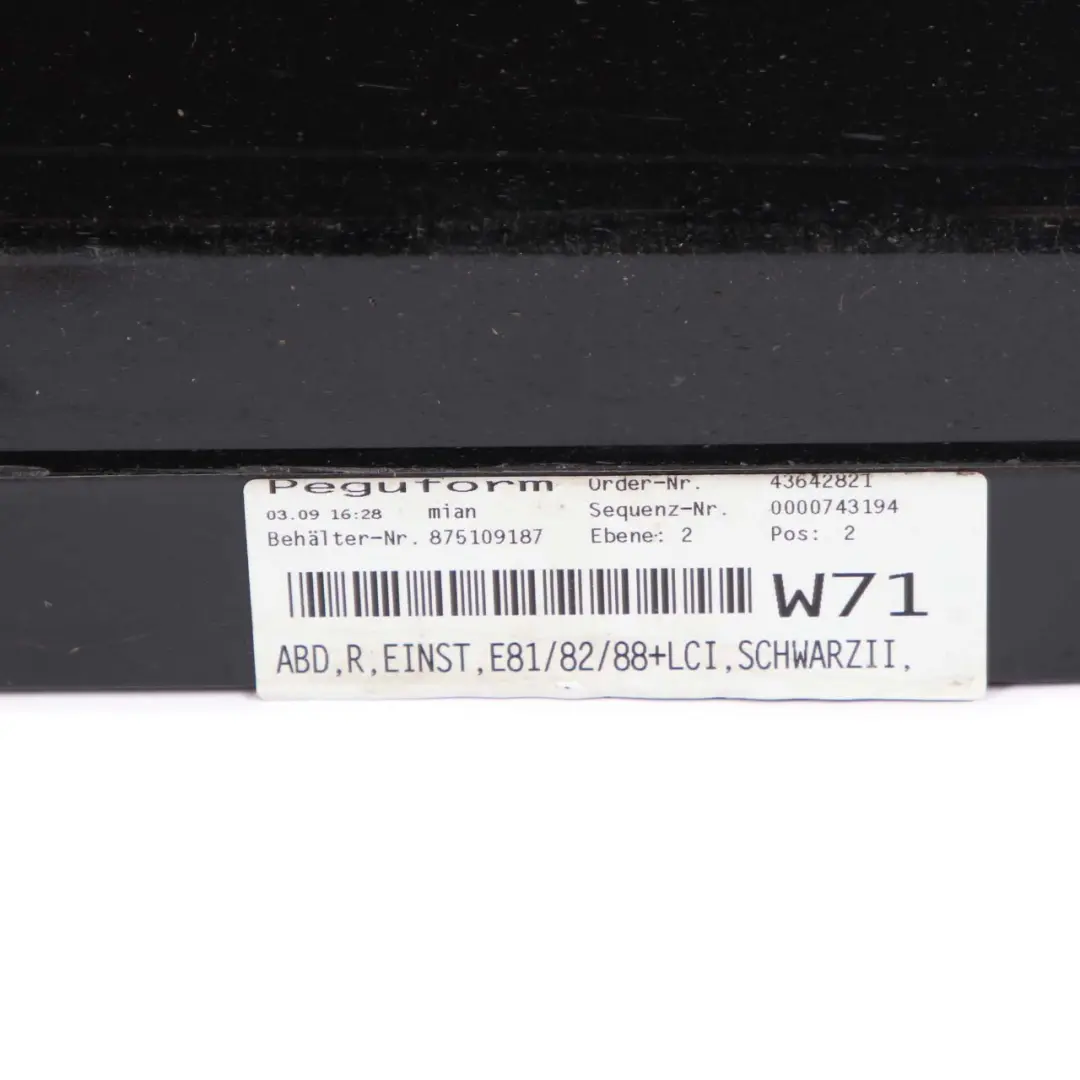 Peguform Order-Nr. 43642821
03.09 16:28 mian Sequenz-Nr. 0000743194
Behälter-Nr. 875109187 Ebene: 2 Pos: 2
W71
ABD,R,EINST,E81/82/88+LCI,SCHWARZII,